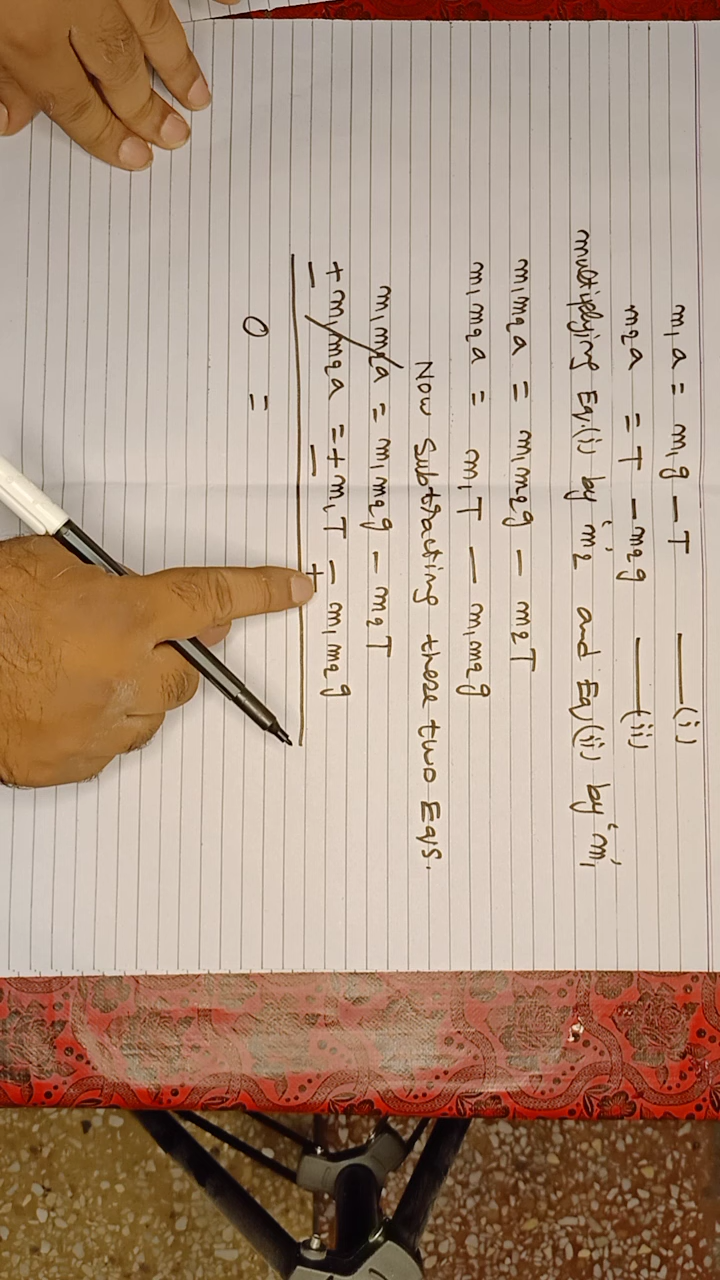 m₁a = m₁g − T ——(i)
m₂a = T − m₂g ——(ii)
multiplying Eq.(i) by 'm₂' and Eq(ii) by 'm₁'
m₁m₂a = m₁m₂g − m₂T
m₁m₂a = m₁T − m₁m₂g
Now Subtracting these two Eqs.
m₁m₂a = m₁m₂g − m₂T
+m₁m₂a = +m₁T − m₁m₂g
− − +
0 =